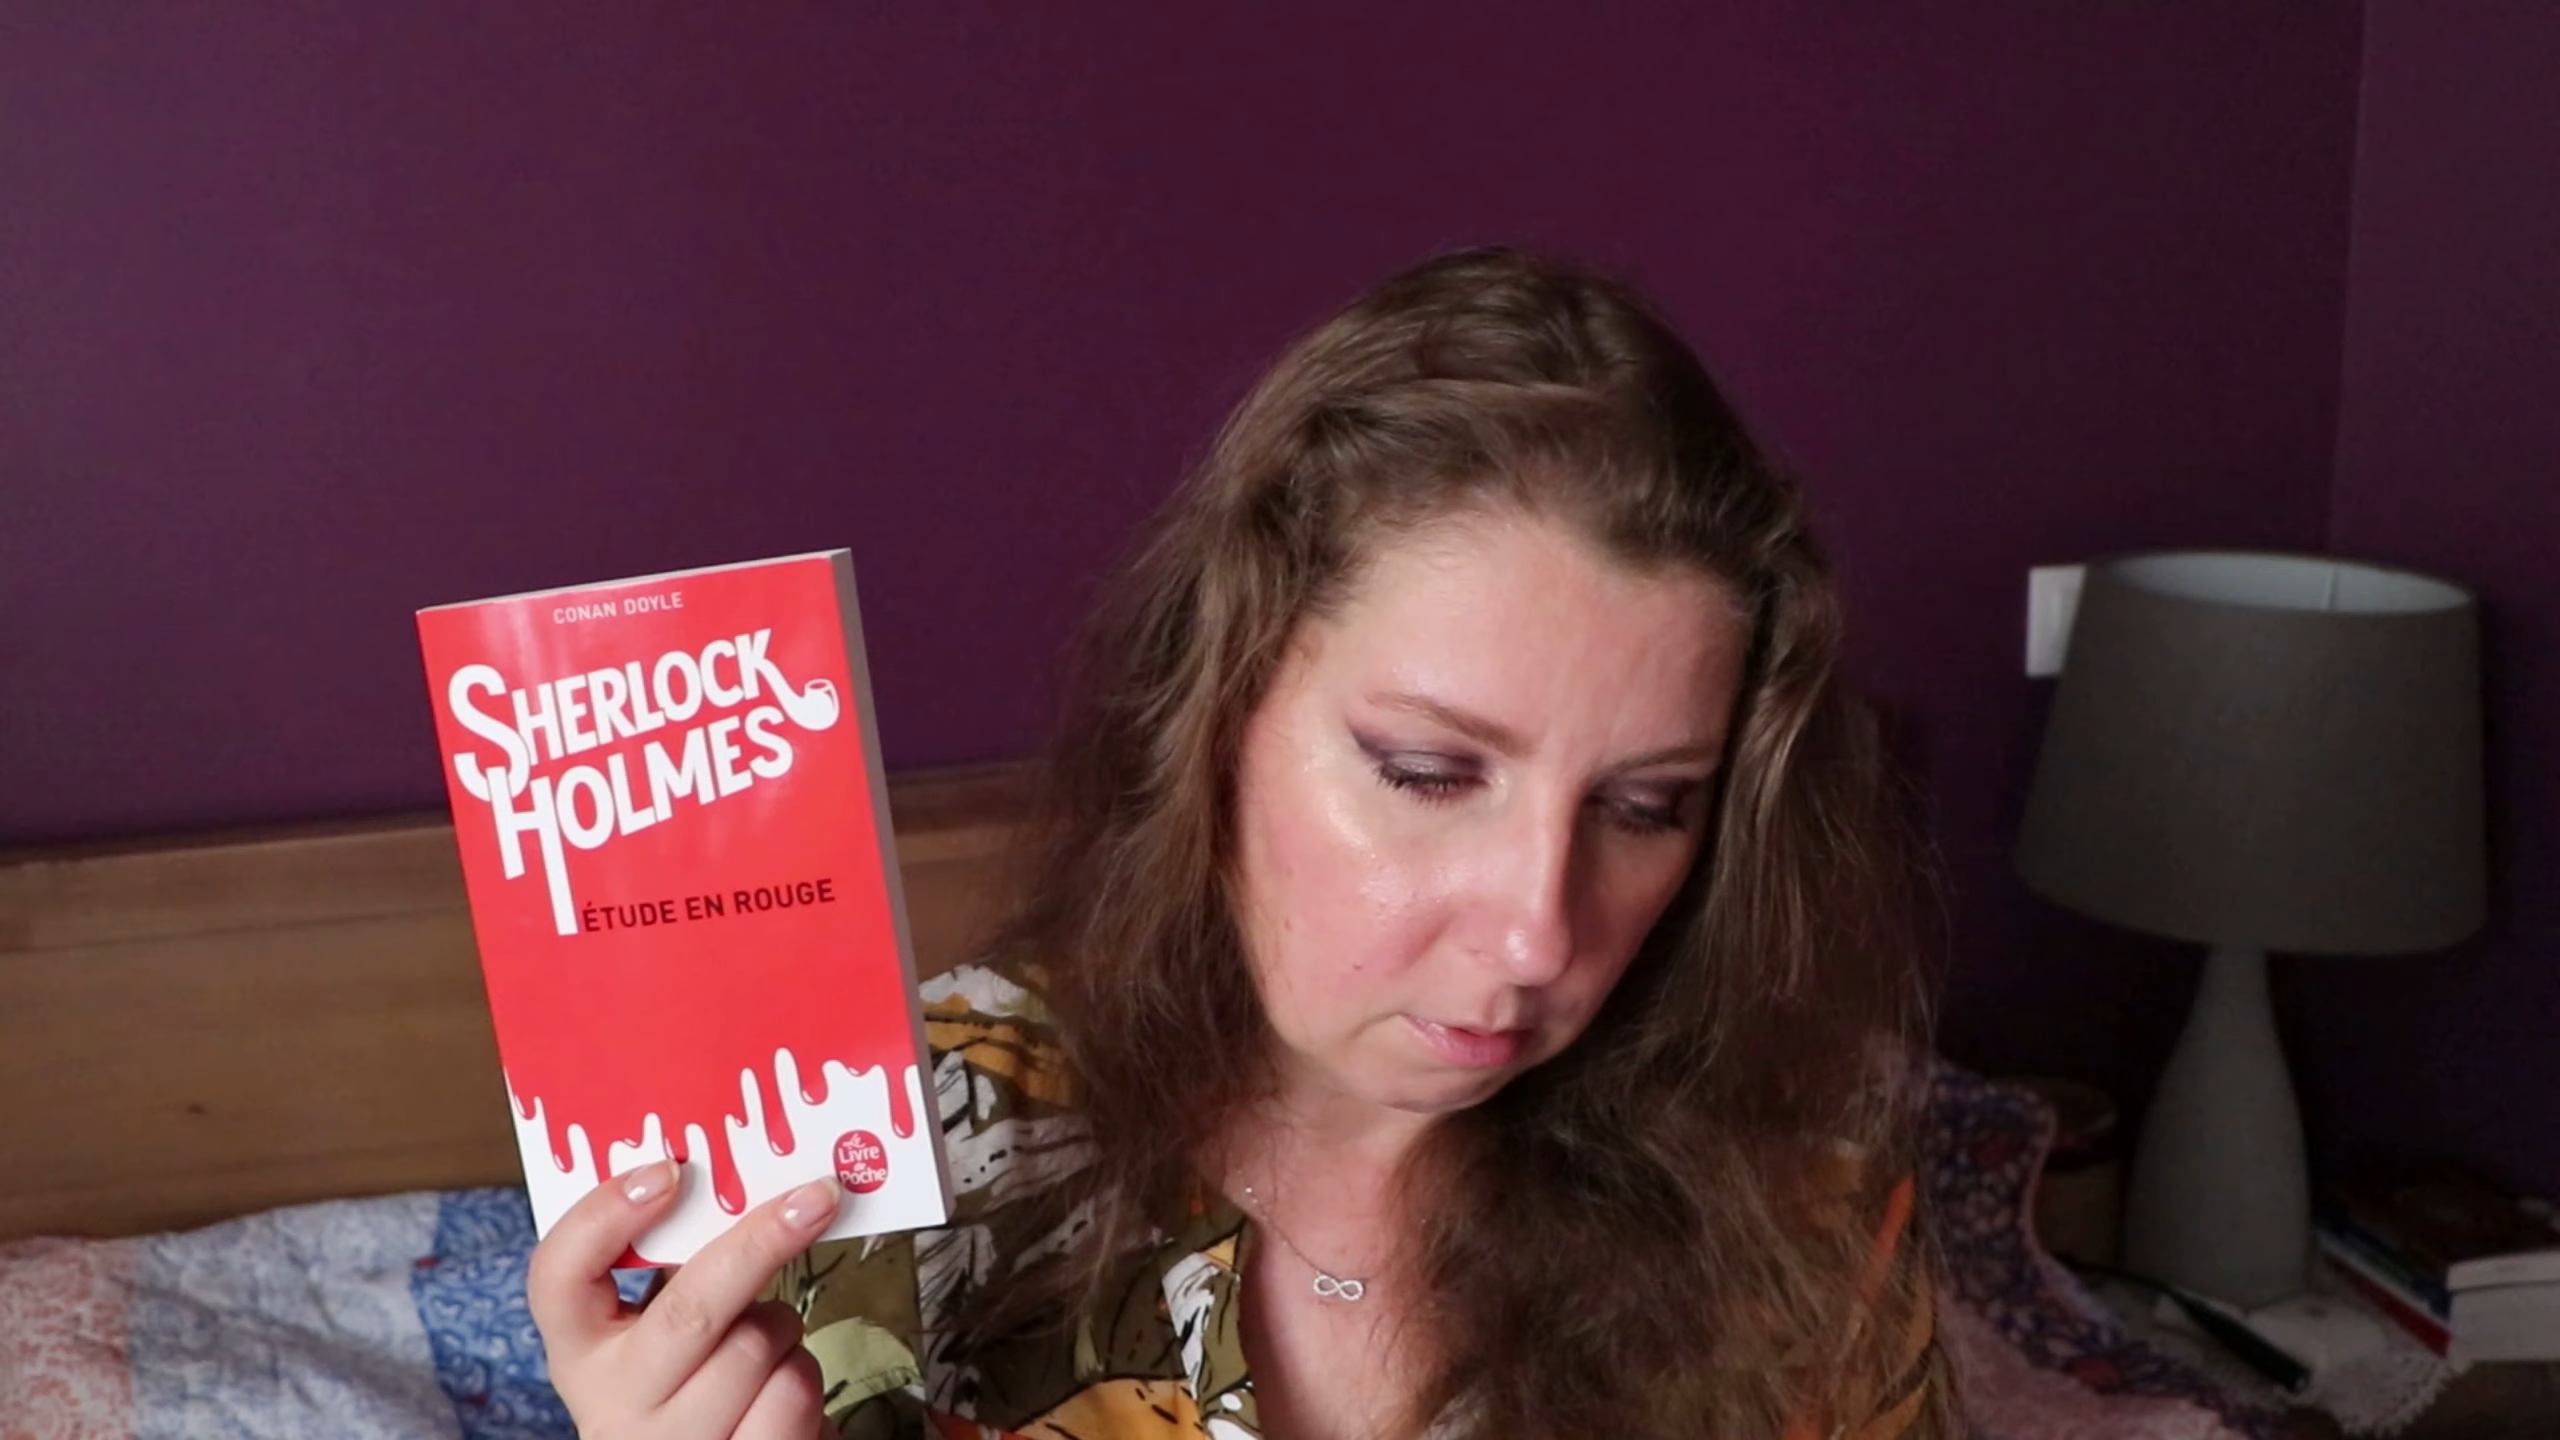 CONAN DOYLE
SHERLOCK
HOLMES
ÉTUDE EN ROUGE
Le
Livre
de
Poche